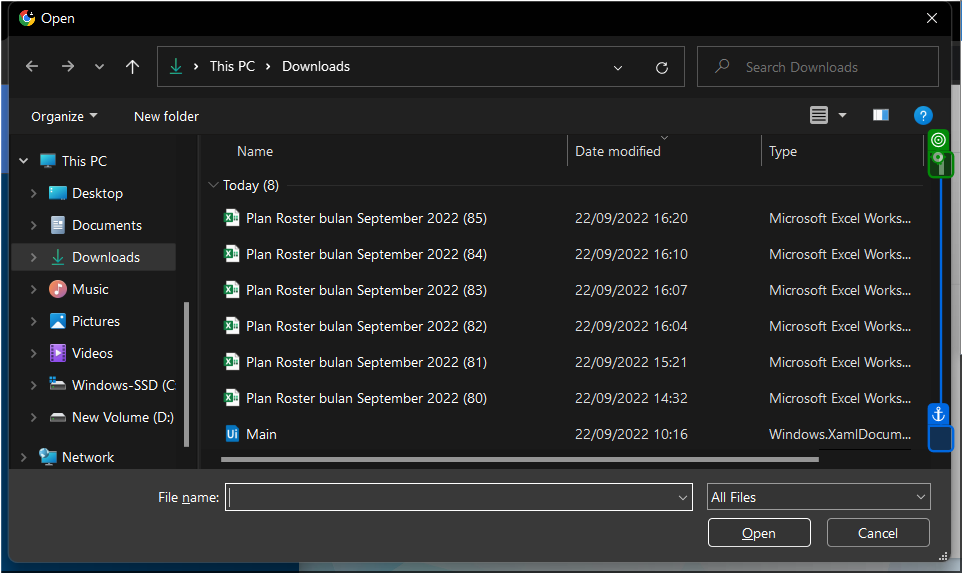 Open
This PC
Downloads
Search Downloads
Organize
New folder
?
Name
Date modified
Type
This PC
Desktop
Documents
Downloads
Music
Pictures
Videos
Windows-SSD (C
New Volume (D:)
Network
Today (8)
Plan Roster bulan September 2022 (85) 22/09/2022 16:20 Microsoft Excel Works...
Plan Roster bulan September 2022 (84) 22/09/2022 16:10 Microsoft Excel Works...
Plan Roster bulan September 2022 (83) 22/09/2022 16:07 Microsoft Excel Works...
Plan Roster bulan September 2022 (82) 22/09/2022 16:04 Microsoft Excel Works...
Plan Roster bulan September 2022 (81) 22/09/2022 15:21 Microsoft Excel Works...
Plan Roster bulan September 2022 (80) 22/09/2022 14:32 Microsoft Excel Works...
Ui Main 22/09/2022 10:16 Windows.XamlDocum...
File name:
All Files
Open
Cancel